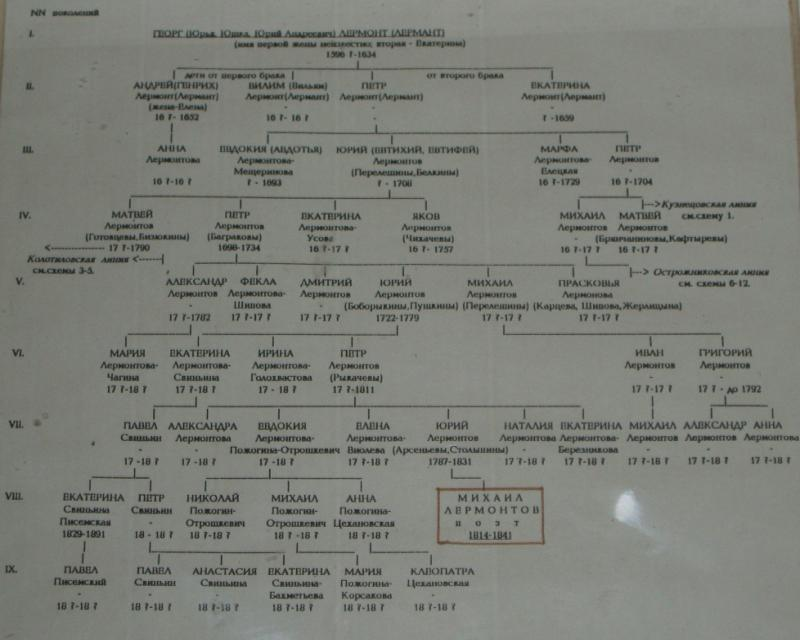 NN поколений
I. ГЕОРГ (Юрья, Юшка, Юрий Андреевич) ЛЕРМОНТ (ЛЕРМАНТ)
(имя первой жены неизвестно; вторая - Екатерина)
1596 ?-1634
дети от первого брака от второго брака
II. АНДРЕЙ(ГЕНРИХ) ВИЛИМ (Вильям) ПЕТР ЕКАТЕРИНА
Лермонт(Лермант) Лермонт(Лермант) Лермонт(Лермант) Лермонт(Лермант)
(жена-Елена) - - -
16 ?- 1652 16 ?- 16 ? ? -1659
III. АННА ЕВДОКИЯ (АВДОТЬЯ) ЮРИЙ (ЕВТИХИЙ, ЕВТИФЕЙ) МАРФА ПЕТР
Лермонтова Лермонтова- Лермонтов Лермонтова- Лермонтов
Мещеринова (Перелешины,Белкины) Елецкая -
16 ?-16 ? ? - 1693 ? - 1708 16 ?-1729 16 ?-1704
-->Кузнецовская линия
IV. МАТВЕЙ ПЕТР ЕКАТЕРИНА ЯКОВ МИХАИЛ МАТВЕЙ см.схему 1.
Лермонтов Лермонтов Лермонтова- Лермонтов Лермонтов Лермонтов
(Готовцевы,Бизюкины) (Баграковы) Усова (Чихачевы) - (Брянчаниновы,Кафтыревы)
<------------- 17 ?-1790 1698-1734 16 ?-17 ? 16 ?- 1757 16 ?-17 ? 16 ?-17 ?
Колотиловская линия <-----
см.схемы 3-5. --> Острожниковская линия
V. АЛЕКСАНДР ФЕКЛА ДМИТРИЙ ЮРИЙ МИХАИЛ ПРАСКОВЬЯ см. схемы 6-12.
Лермонтов Лермонтова- Лермонтов Лермонтов Лермонтов Лермонова
- Шипова - (Боборыкины,Пушкины) (Перелешины) (Карцева, Шипова, Жерлицына)
17 ?-1782 17 ?-17 ? 17 ?-17 ? 1722-1779 17 ?-17 ? 17 ?-17 ?
VI. МАРИЯ ЕКАТЕРИНА ИРИНА ПЕТР ИВАН ГРИГОРИЙ
Лермонтова- Лермонтова- Лермонтова- Лермонтов Лермонтов Лермонтов
Чагина Свиньина Голохвастова (Рыкачевы) - -
17 ?-18 ? 17 ?-18 ? 17 ?-18 ? 17 ?-1811 17 ?-17 ? 17 ? - до 1792
VII. ПАВЕЛ АЛЕКСАНДРА ЕВДОКИЯ ЕЛЕНА ЮРИЙ НАТАЛИЯ ЕКАТЕРИНА МИХАИЛ АЛЕКСАНДР АННА
Свиньин Лермонтова Лермонтова- Лермонтова- Лермонтов Лермонтова Лермонтова- Лермонтов Лермонтов Лермонтова
- - Пожогина-Отрошкевич Виолева (Арсеньевы,Столыпины) - Березникова - - -
17 -18 ? 17 ?-18 ? 17 ?-18 ? 17 ?-18 ? 1787-1831 17 ?-18 ? 17 ?-18 ? 17 ?-18 ? 17 ?-18 ? 17 ?-18 ?
VIII. ЕКАТЕРИНА ПЕТР НИКОЛАЙ МИХАИЛ АННА МИХАИЛ
Свиньина Свиньин Пожогин- Пожогин- Пожогина- ЛЕРМОНТОВ
Писемская - Отрошкевич Отрошкевич Цехановская поэт
1829-1891 18 - 18 ? 18 ?-18 ? 18 ? -18 ? 18 ?-18 ? 1814-1841
IX. ПАВЕЛ ПАВЕЛ АНАСТАСИЯ ЕКАТЕРИНА МАРИЯ КЛЕОПАТРА
Писемский Свиньин Свиньина Свиньина- Пожогина- Цехановская
- - - Бахметьева Корсакова -
18 ?-18 ? 18 ?-18 ? 18 ?-18 ? 18 ?-18 ? 18 ?-18 ? 18 ?-18 ?